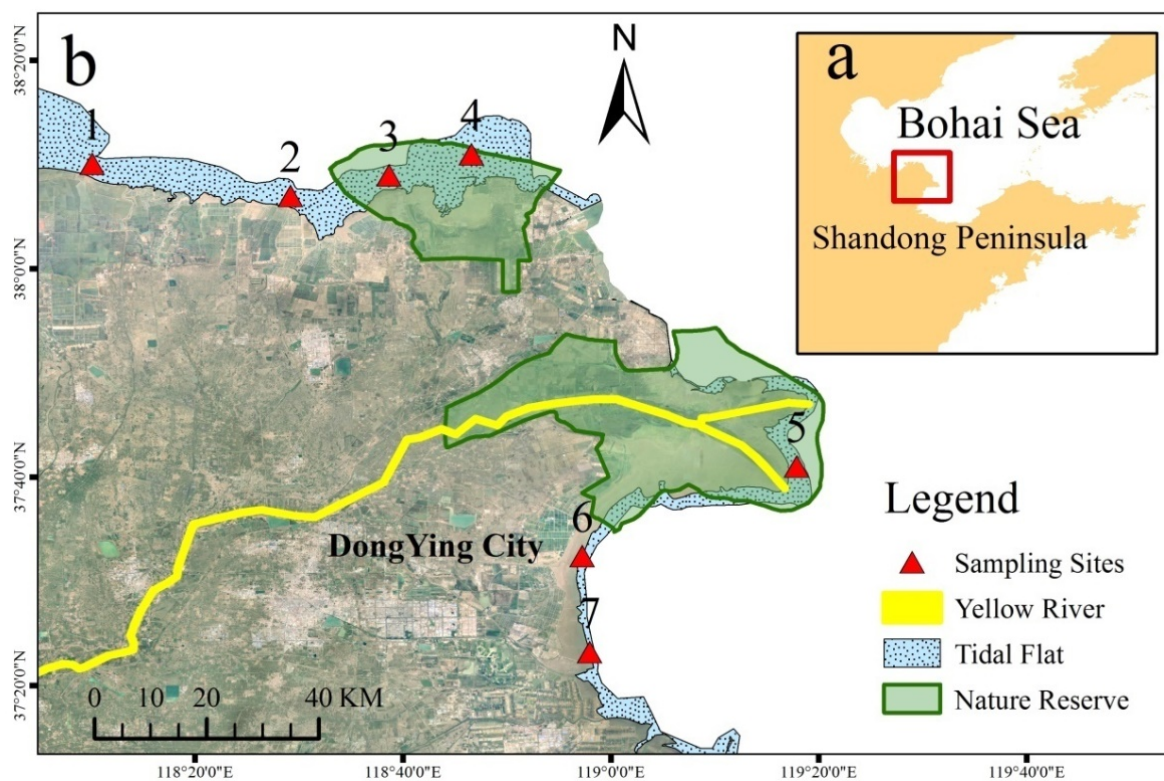 b
a
N
Bohai Sea
Shandong Peninsula
1
2
3
4
5
6
7
DongYing City
Legend
Sampling Sites
Yellow River
Tidal Flat
Nature Reserve
0 10 20 40 KM
38°20'0"N
38°0'0"N
37°40'0"N
37°20'0"N
118°20'0"E 118°40'0"E 119°0'0"E 119°20'0"E 119°40'0"E